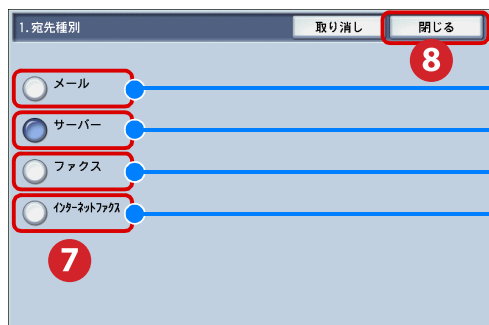 1.宛先種別
取り消し
閉じる
8
メール
サーバー
ファクス
インターネットファクス
7